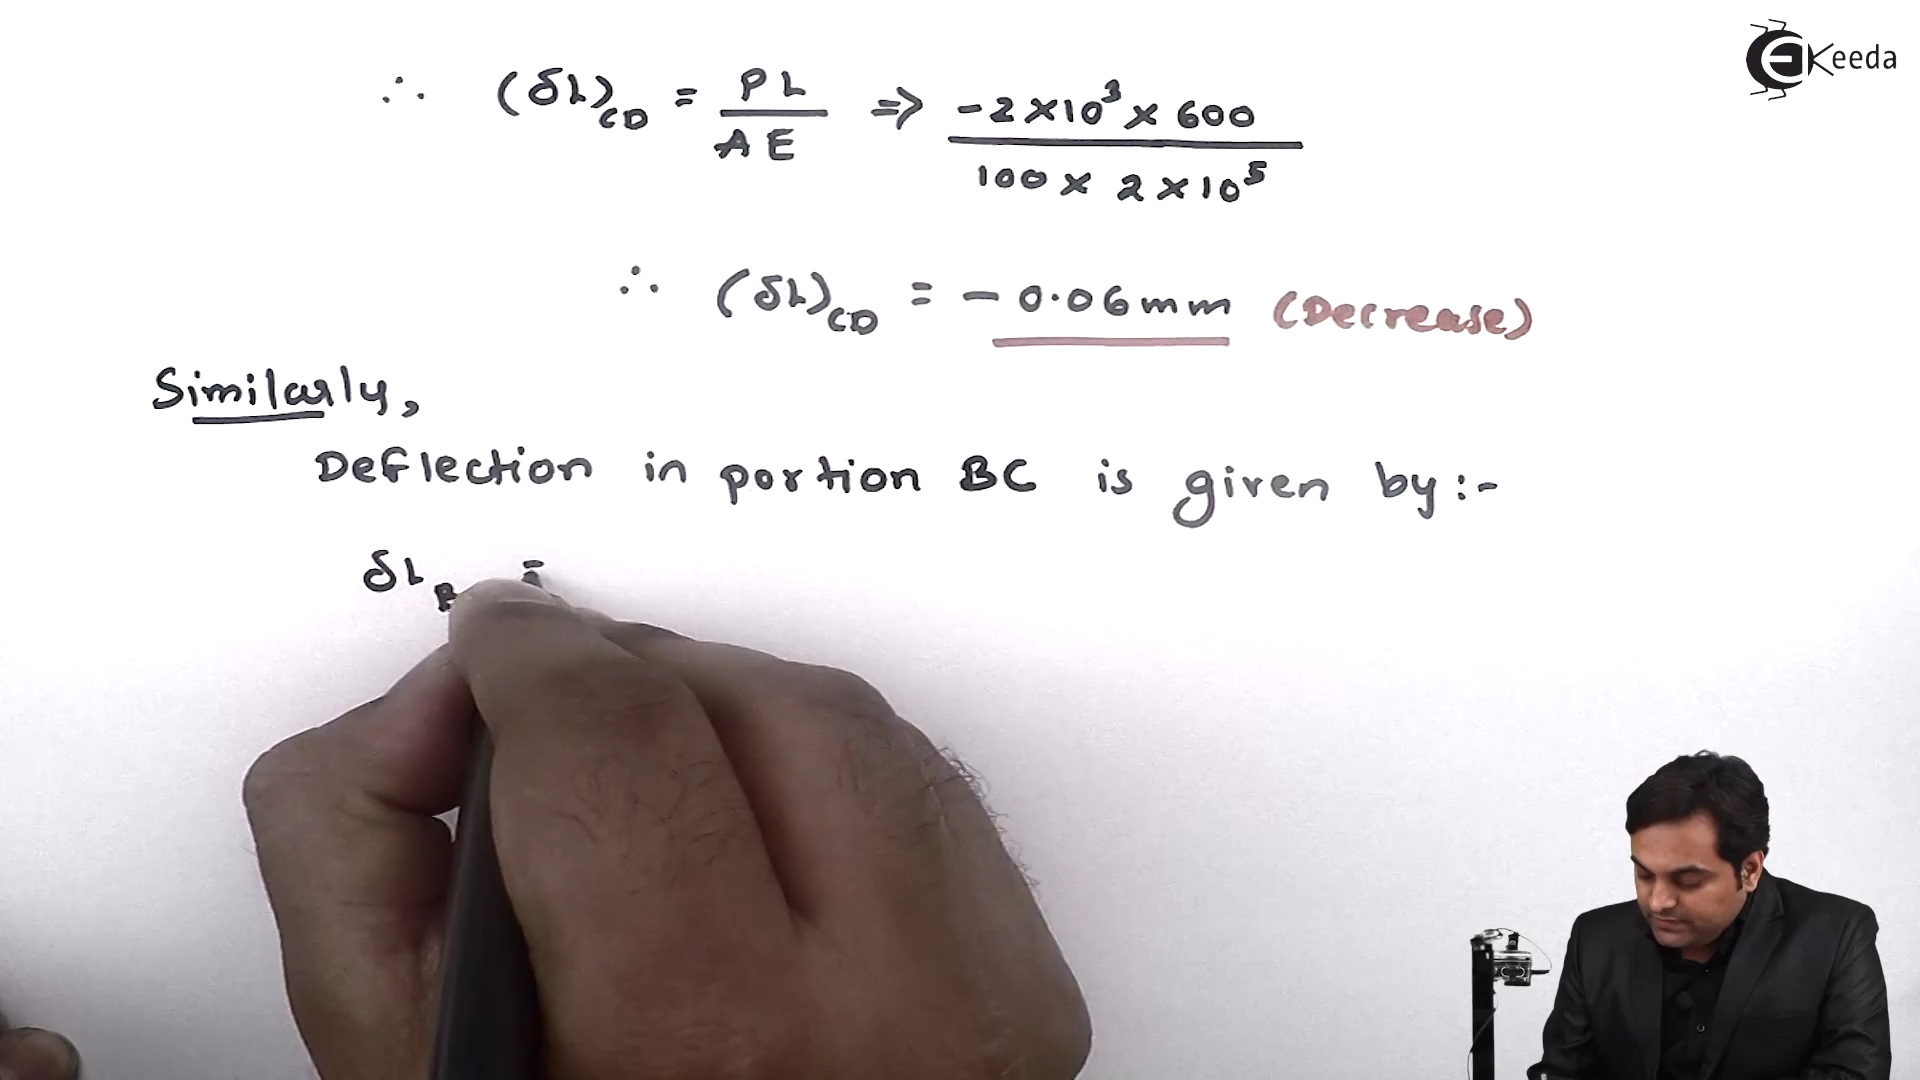 Keeda
∴ (δL)CD = PL / AE => -2×10³ × 600 / 100 × 2×10⁵
∴ (δL)CD = -0.06mm (Decrease)
Similarly,
Deflection in portion BC is given by:-
δL B =